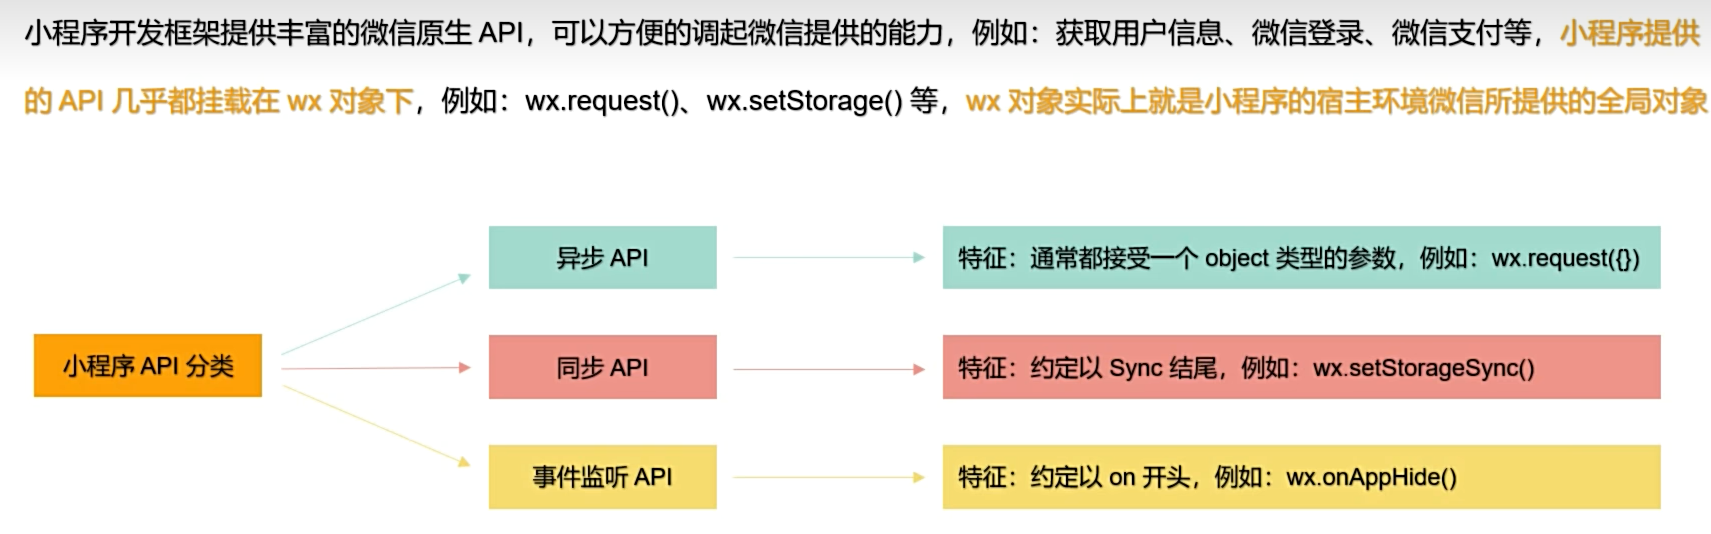 小程序开发框架提供丰富的微信原生 API，可以方便的调起微信提供的能力，例如：获取用户信息、微信登录、微信支付等，小程序提供
的 API 几乎都挂载在 wx 对象下，例如：wx.request()、wx.setStorage() 等，wx 对象实际上就是小程序的宿主环境微信所提供的全局对象
异步 API
特征：通常都接受一个 object 类型的参数，例如：wx.request({})
小程序 API 分类
同步 API
特征：约定以 Sync 结尾，例如：wx.setStorageSync()
事件监听 API
特征：约定以 on 开头，例如：wx.onAppHide()